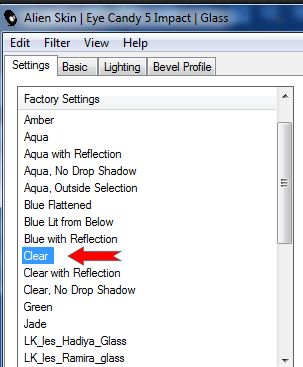 Alien Skin | Eye Candy 5 Impact | Glass
Edit Filter View Help
Settings Basic Lighting Bevel Profile
Factory Settings
Amber
Aqua
Aqua with Reflection
Aqua, No Drop Shadow
Aqua, Outside Selection
Blue Flattened
Blue Lit from Below
Blue with Reflection
Clear
Clear with Reflection
Clear, No Drop Shadow
Green
Jade
LK_les_Hadiya_Glass
LK_les_Ramira_glass